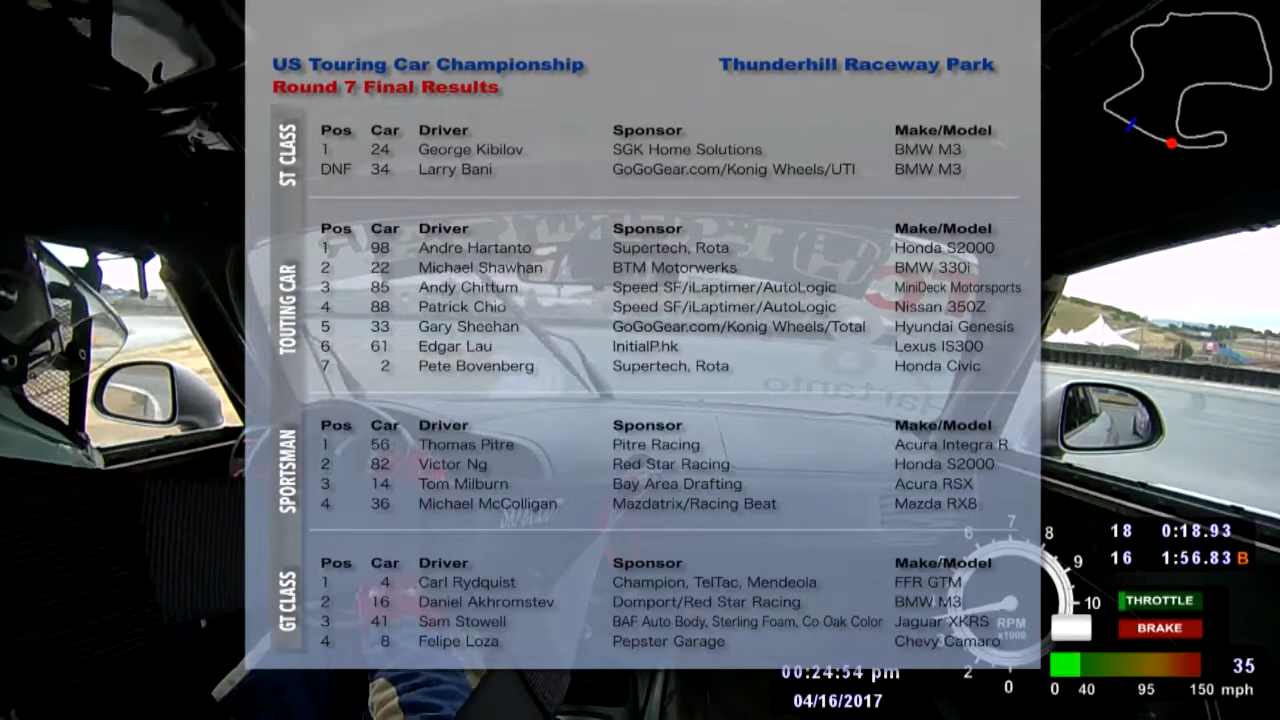 US Touring Car Championship Thunderhill Raceway Park
Round 7 Final Results
ST CLASS
Pos Car Driver Sponsor Make/Model
1 24 George Kibilov SGK Home Solutions BMW M3
DNF 34 Larry Bani GoGoGear.com/Konig Wheels/UTI BMW M3
TOUTING CAR
Pos Car Driver Sponsor Make/Model
1 98 Andre Hartanto Supertech, Rota Honda S2000
2 22 Michael Shawhan BTM Motorwerks BMW 330i
3 85 Andy Chittum Speed SF/iLaptimer/AutoLogic MiniDeck Motorsports
4 88 Patrick Chio Speed SF/iLaptimer/AutoLogic Nissan 350Z
5 33 Gary Sheehan GoGoGear.com/Konig Wheels/Total Hyundai Genesis
6 61 Edgar Lau InitialP.hk Lexus IS300
7 2 Pete Bovenberg Supertech, Rota Honda Civic
SPORTSMAN
Pos Car Driver Sponsor Make/Model
1 56 Thomas Pitre Pitre Racing Acura Integra R
2 82 Victor Ng Red Star Racing Honda S2000
3 14 Tom Milburn Bay Area Drafting Acura RSX
4 36 Michael McColligan Mazdatrix/Racing Beat Mazda RX8
GT CLASS
Pos Car Driver Sponsor Make/Model
1 4 Carl Rydquist Champion, TelTac, Mendeola FFR GTM
2 16 Daniel Akhromstev Domport/Red Star Racing BMW M3
3 41 Sam Stowell BAF Auto Body, Sterling Foam, Co Oak Color Jaguar XKRS
4 8 Felipe Loza Pepster Garage Chevy Camaro
Hartanto
18 0:18.93
16 1:56.83 B
6 7 8 9 10
RPM
x1000
2 0
THROTTLE
BRAKE
35
0 40 95 150 mph
00:24:54 pm
04/16/2017